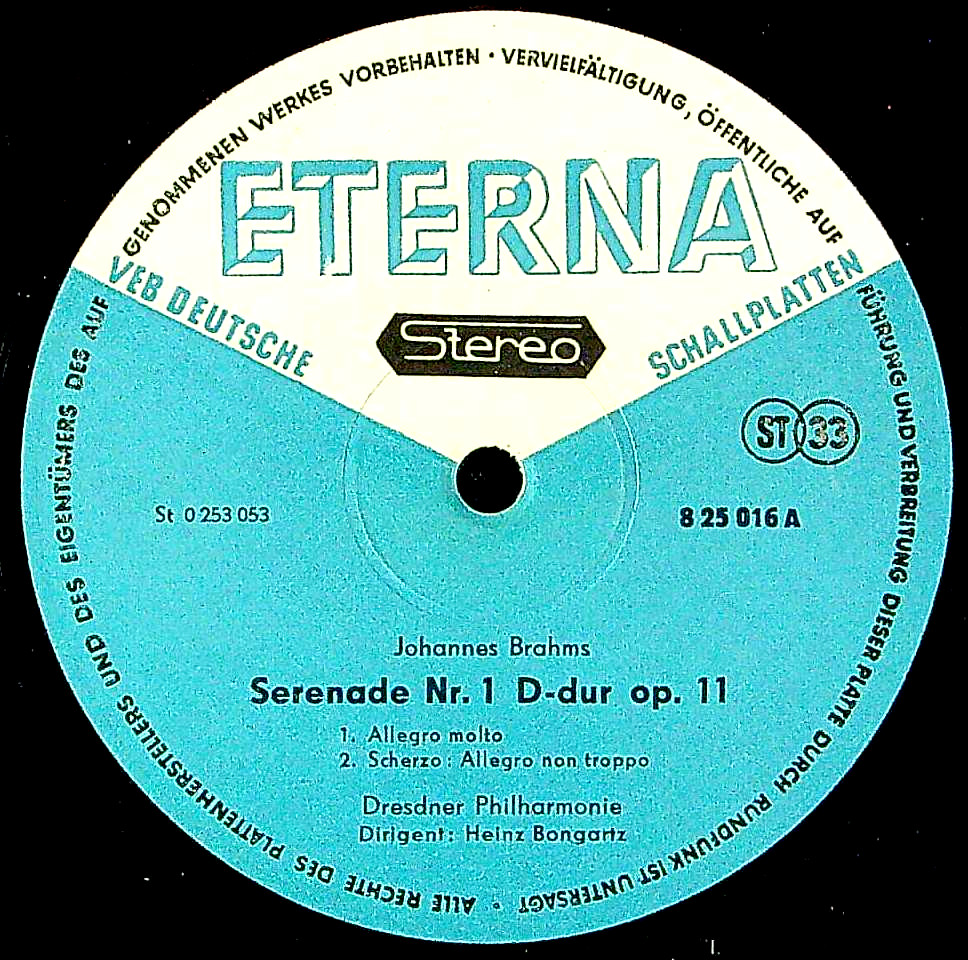 ALLE RECHTE DES PLATTENHERSTELLERS UND DES EIGENTÜMERS DES AUFGENOMMENEN WERKES VORBEHALTEN · VERVIELFÄLTIGUNG, ÖFFENTLICHE AUFFÜHRUNG UND VERBREITUNG DIESER PLATTE DURCH RUNDFUNK IST UNTERSAGT ·
ETERNA
VEB DEUTSCHE SCHALLPLATTEN
Stereo
ST 33
St 0 253 053
8 25 016 A
Johannes Brahms
Serenade Nr. 1 D-dur op. 11
1. Allegro molto
2. Scherzo: Allegro non troppo
Dresdner Philharmonie
Dirigent: Heinz Bongartz